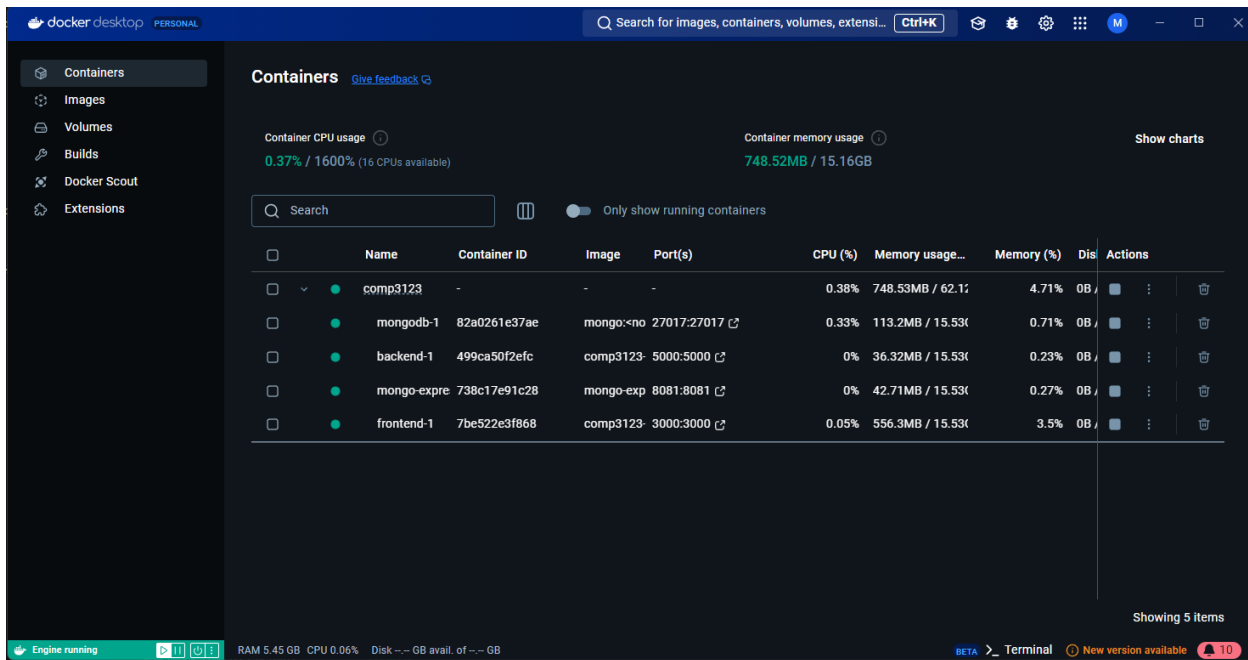 docker desktop PERSONAL Search for images, containers, volumes, extensi... Ctrl+K M
Containers
Images
Volumes
Builds
Docker Scout
Extensions
Containers Give feedback
Container CPU usage
0.37% / 1600% (16 CPUs available)
Container memory usage
748.52MB / 15.16GB
Show charts
Search
Only show running containers
Name Container ID Image Port(s) CPU (%) Memory usage... Memory (%) Dis Actions
comp3123 - - - 0.38% 748.53MB / 62.12 4.71% 0B /
mongodb-1 82a0261e37ae mongo:<no 27017:27017 0.33% 113.2MB / 15.53( 0.71% 0B /
backend-1 499ca50f2efc comp3123- 5000:5000 0% 36.32MB / 15.53( 0.23% 0B /
mongo-expre 738c17e91c28 mongo-exp 8081:8081 0% 42.71MB / 15.53( 0.27% 0B /
frontend-1 7be522e3f868 comp3123- 3000:3000 0.05% 556.3MB / 15.53( 3.5% 0B /
Showing 5 items
Engine running RAM 5.45 GB CPU 0.06% Disk --.-- GB avail. of --.-- GB BETA >_ Terminal New version available 10